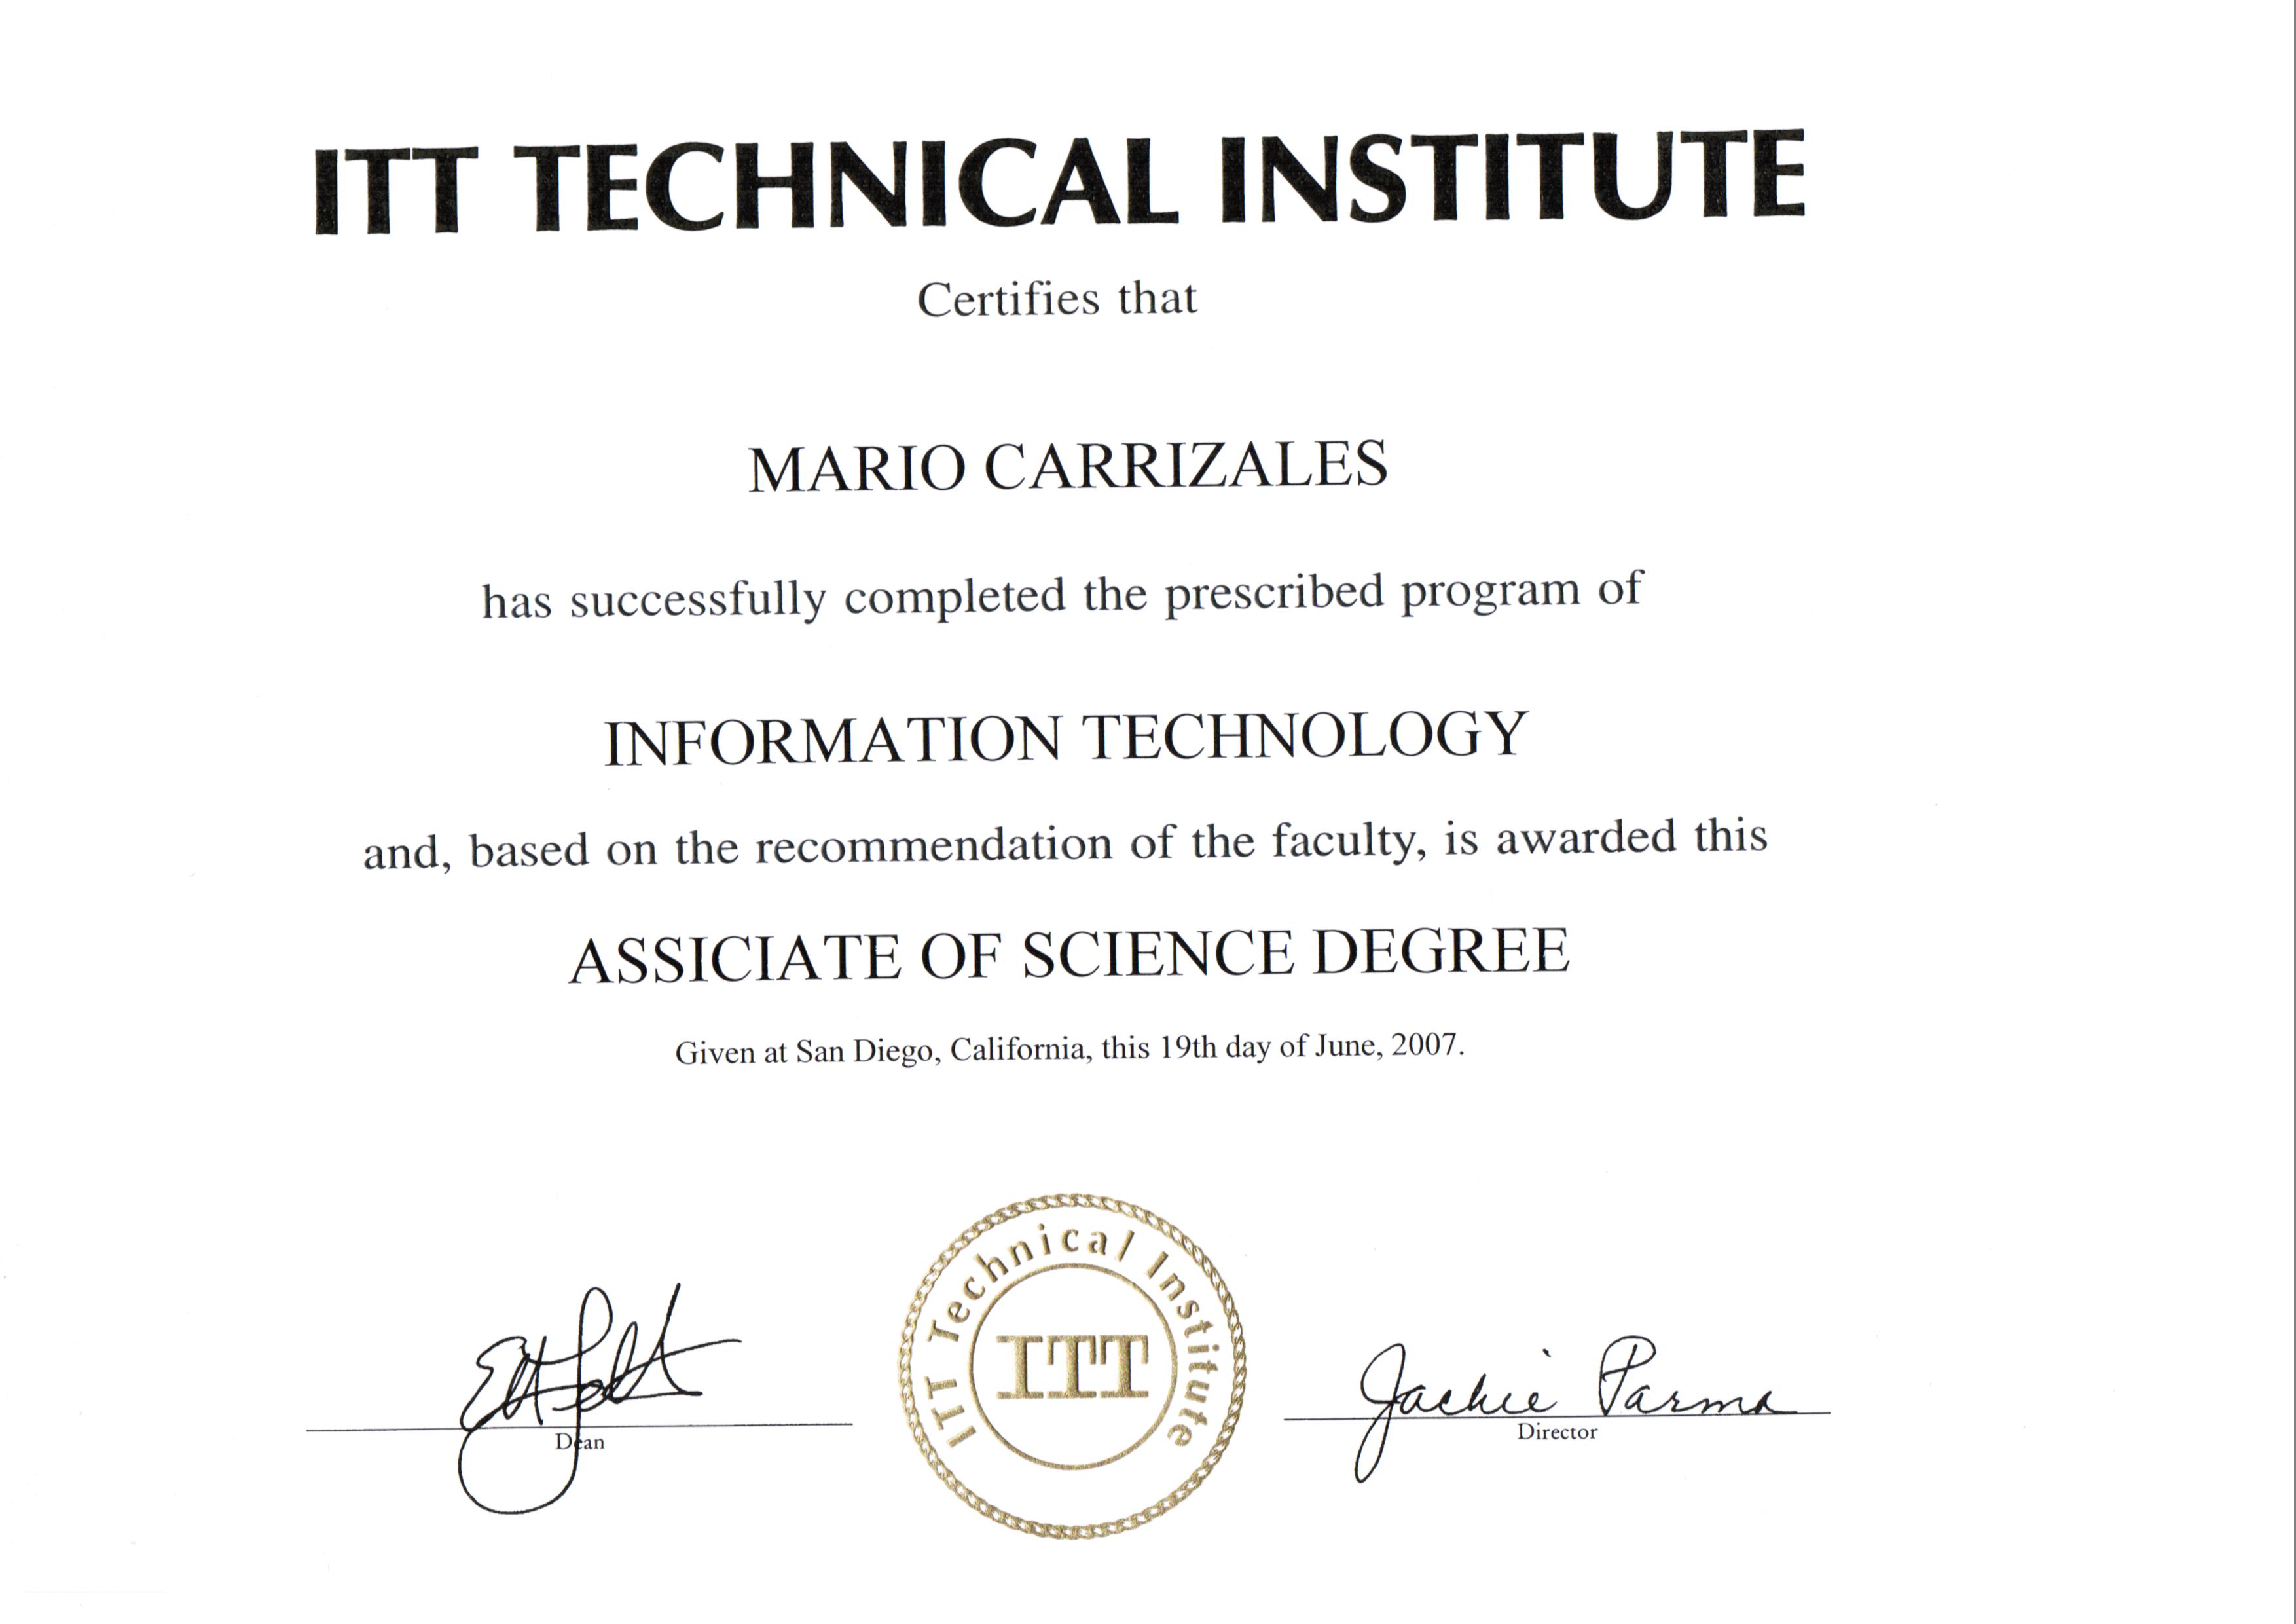 ITT TECHNICAL INSTITUTE
Certifies that
MARIO CARRIZALES
has successfully completed the prescribed program of
INFORMATION TECHNOLOGY
and, based on the recommendation of the faculty, is awarded this
ASSICIATE OF SCIENCE DEGREE
Given at San Diego, California, this 19th day of June, 2007.
ITT Technical Institute
ITT
Jackie Parma
Dean
Director